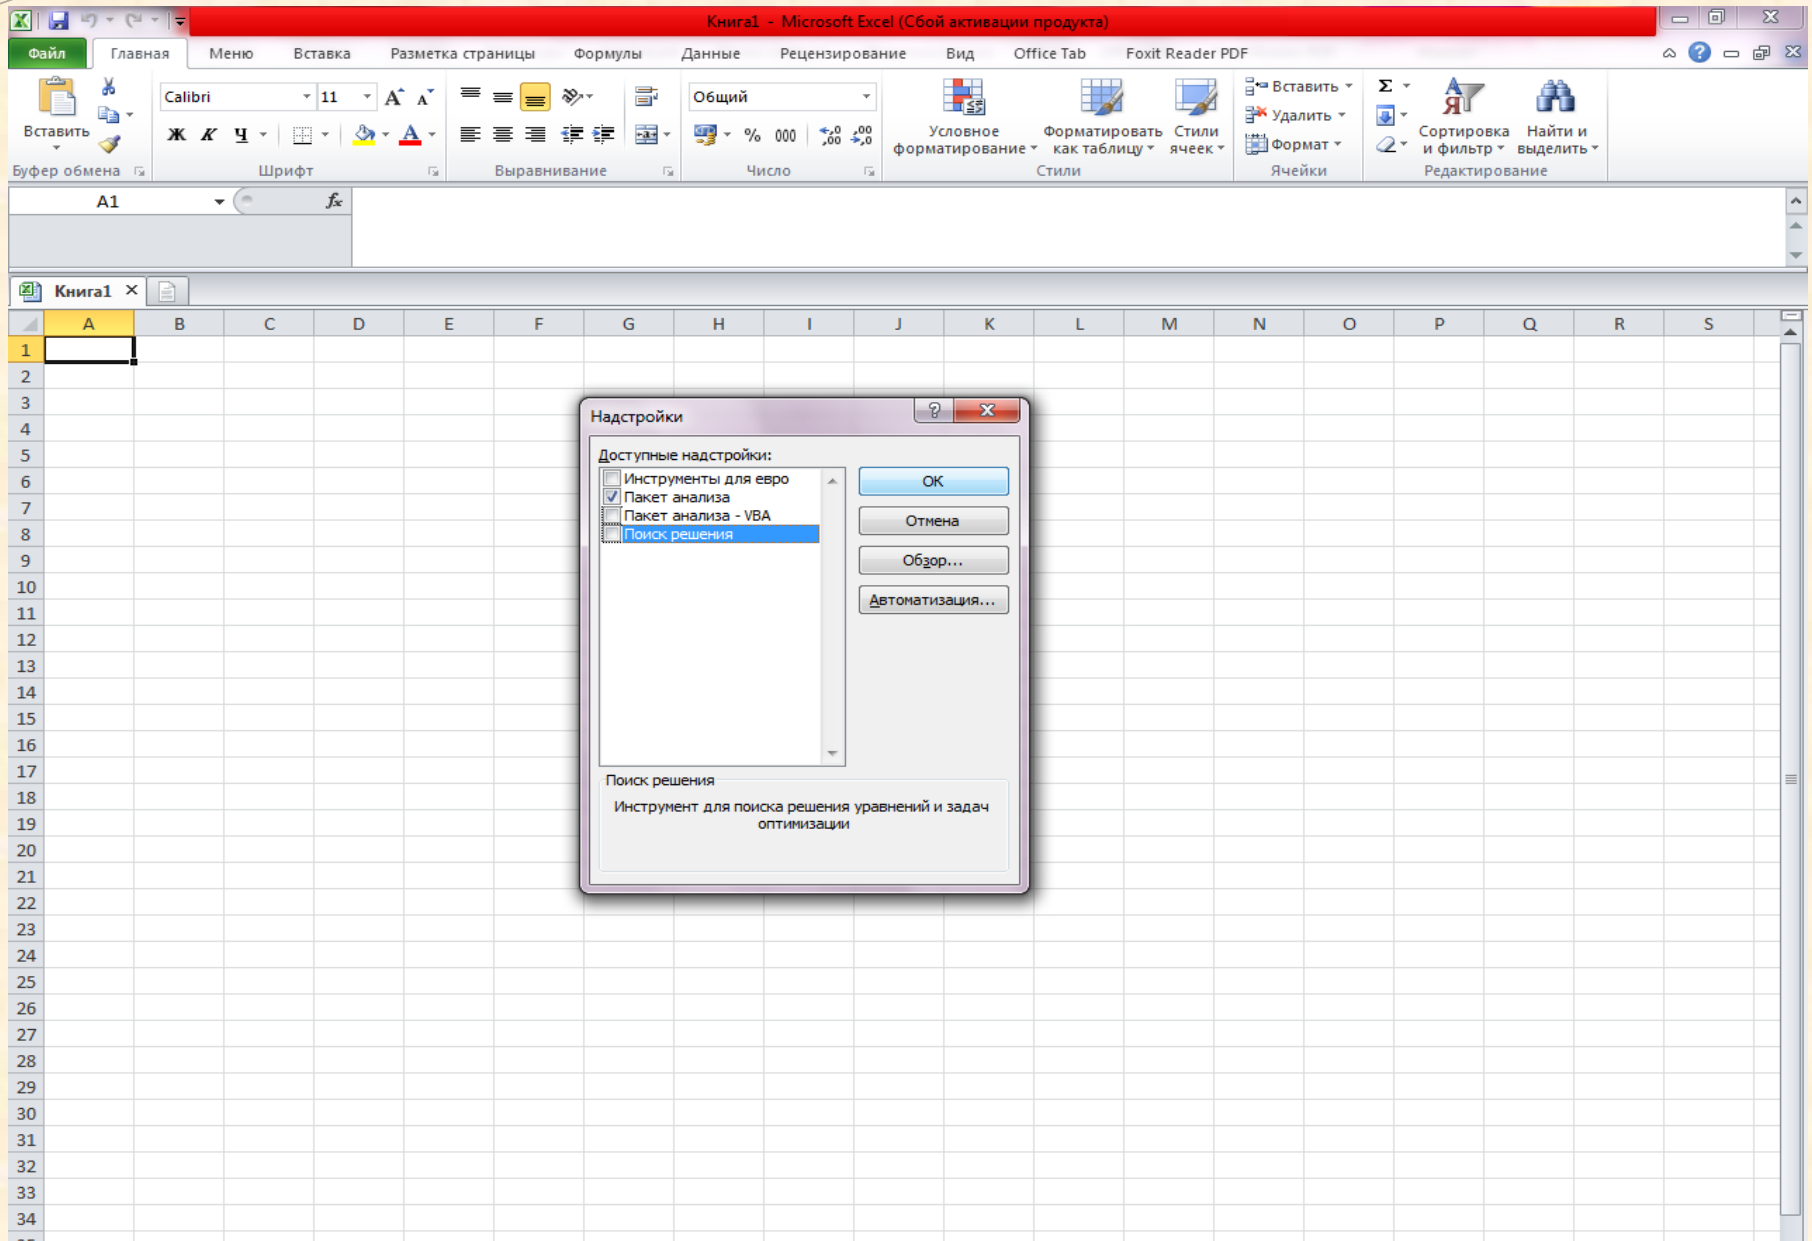 Книга1 - Microsoft Excel (Сбой активации продукта)
Файл Главная Меню Вставка Разметка страницы Формулы Данные Рецензирование Вид Office Tab Foxit Reader PDF
Вставить
Буфер обмена
Calibri 11
Ж К Ч
Шрифт
Выравнивание
Общий
% 000 ,00 ,0
Число
Условное форматирование
Форматировать как таблицу
Стили ячеек
Стили
Вставить
Удалить
Формат
Ячейки
Σ
Сортировка и фильтр
Найти и выделить
Редактирование
A1 fx
Книга1
A B C D E F G H I J K L M N O P Q R S
1
2
3
4
5
6
7
8
9
10
11
12
13
14
15
16
17
18
19
20
21
22
23
24
25
26
27
28
29
30
31
32
33
34
Надстройки
Доступные надстройки:
Инструменты для евро
Пакет анализа
Пакет анализа - VBA
Поиск решения
ОК
Отмена
Обзор...
Автоматизация...
Поиск решения
Инструмент для поиска решения уравнений и задач
оптимизации